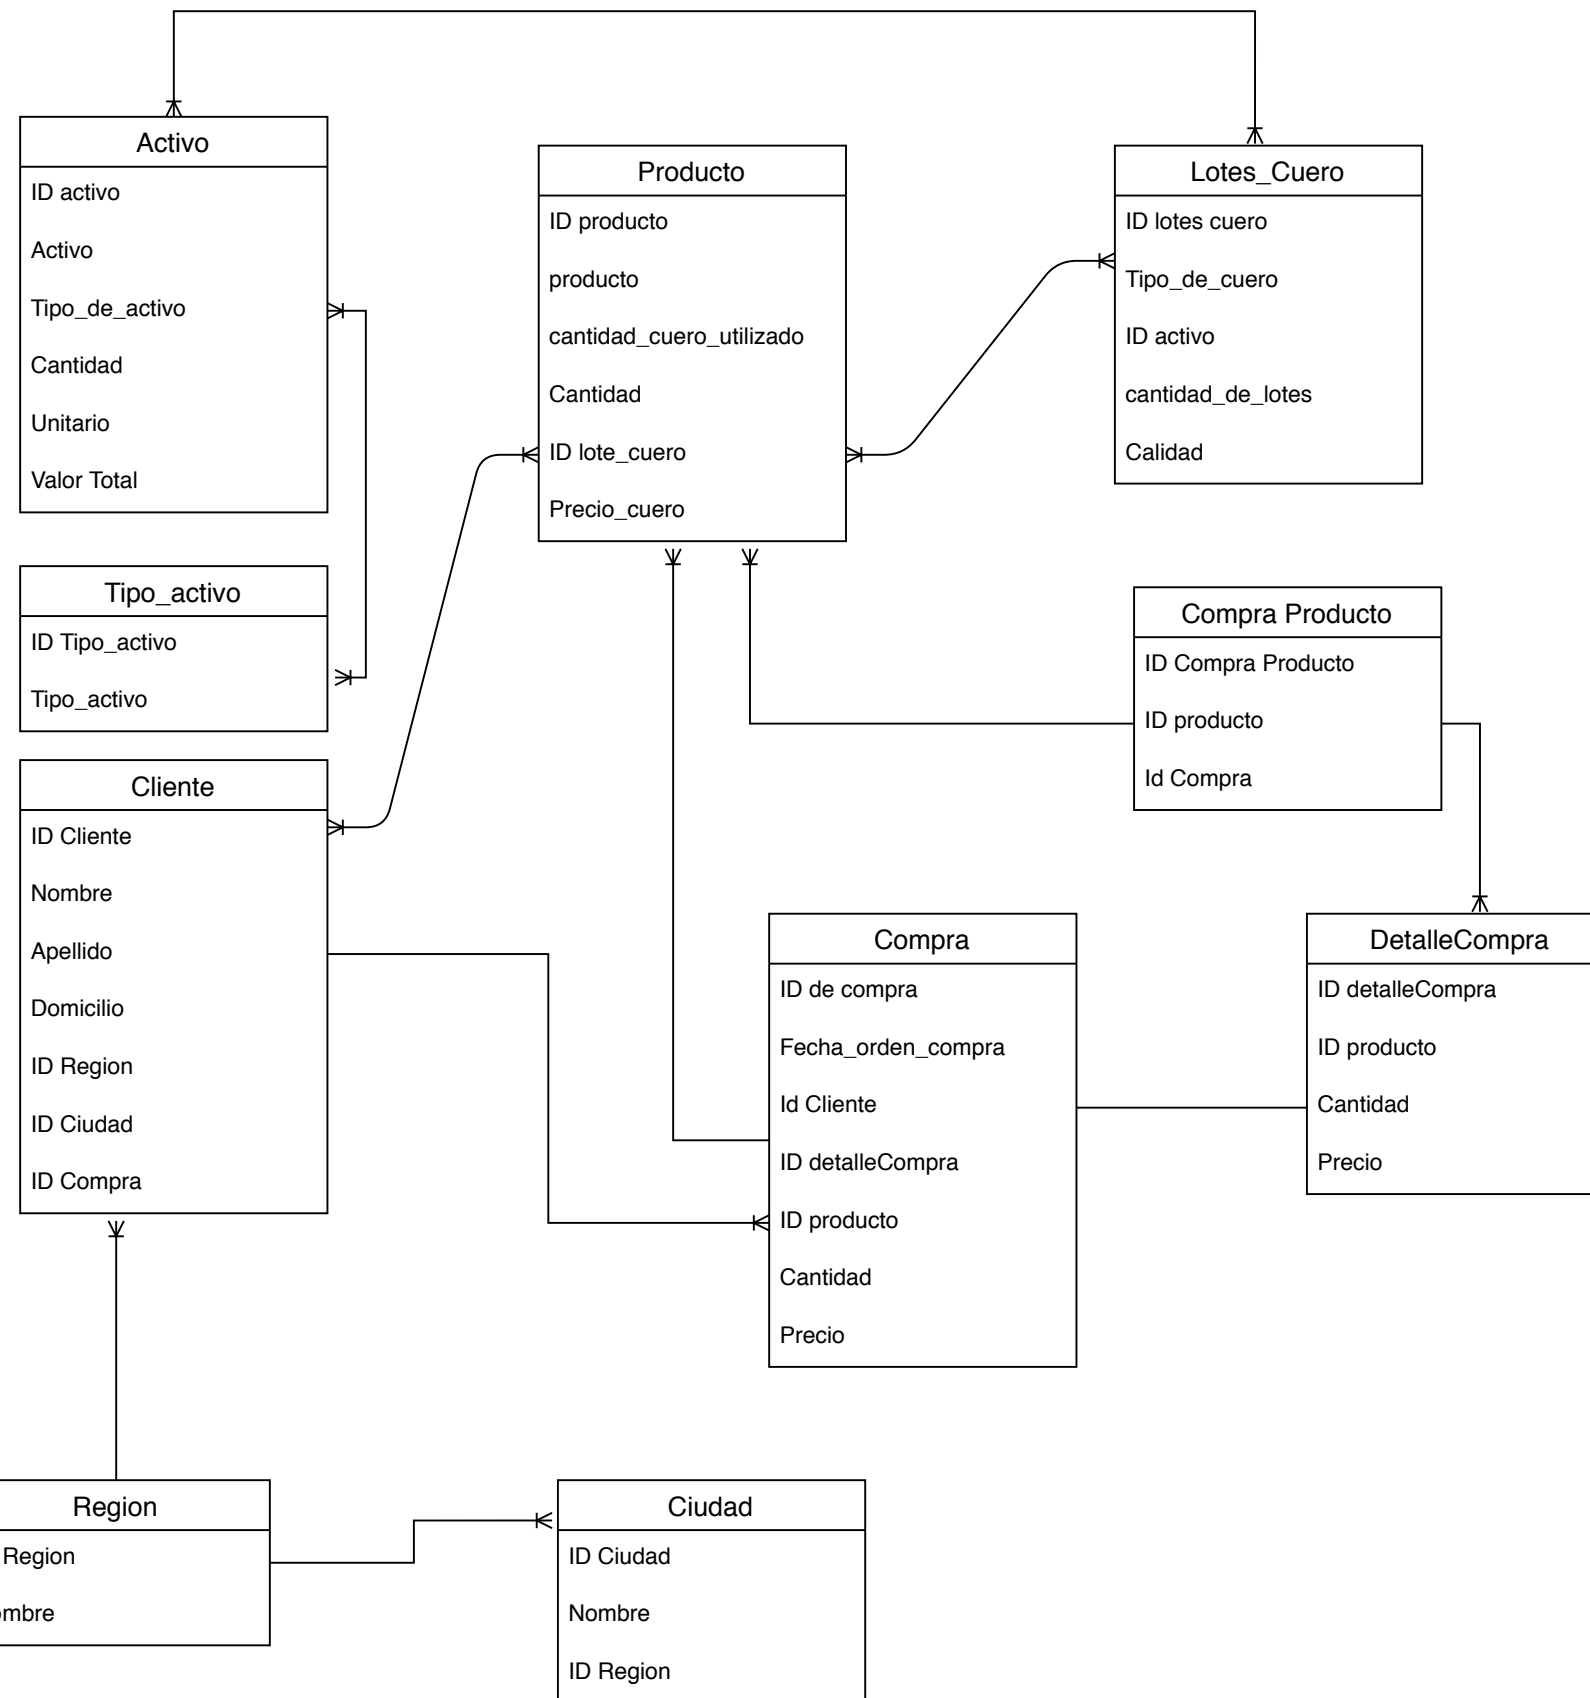 Activo
ID activo
Activo
Tipo_de_activo
Cantidad
Unitario
Valor Total
Producto
ID producto
producto
cantidad_cuero_utilizado
Cantidad
ID lote_cuero
Precio_cuero
Lotes_Cuero
ID lotes cuero
Tipo_de_cuero
ID activo
cantidad_de_lotes
Calidad
Tipo_activo
ID Tipo_activo
Tipo_activo
Compra Producto
ID Compra Producto
ID producto
Id Compra
Cliente
ID Cliente
Nombre
Apellido
Domicilio
ID Region
ID Ciudad
ID Compra
Compra
ID de compra
Fecha_orden_compra
Id Cliente
ID detalleCompra
ID producto
Cantidad
Precio
DetalleCompra
ID detalleCompra
ID producto
Cantidad
Precio
Region
Region
mbre
Ciudad
ID Ciudad
Nombre
ID Region